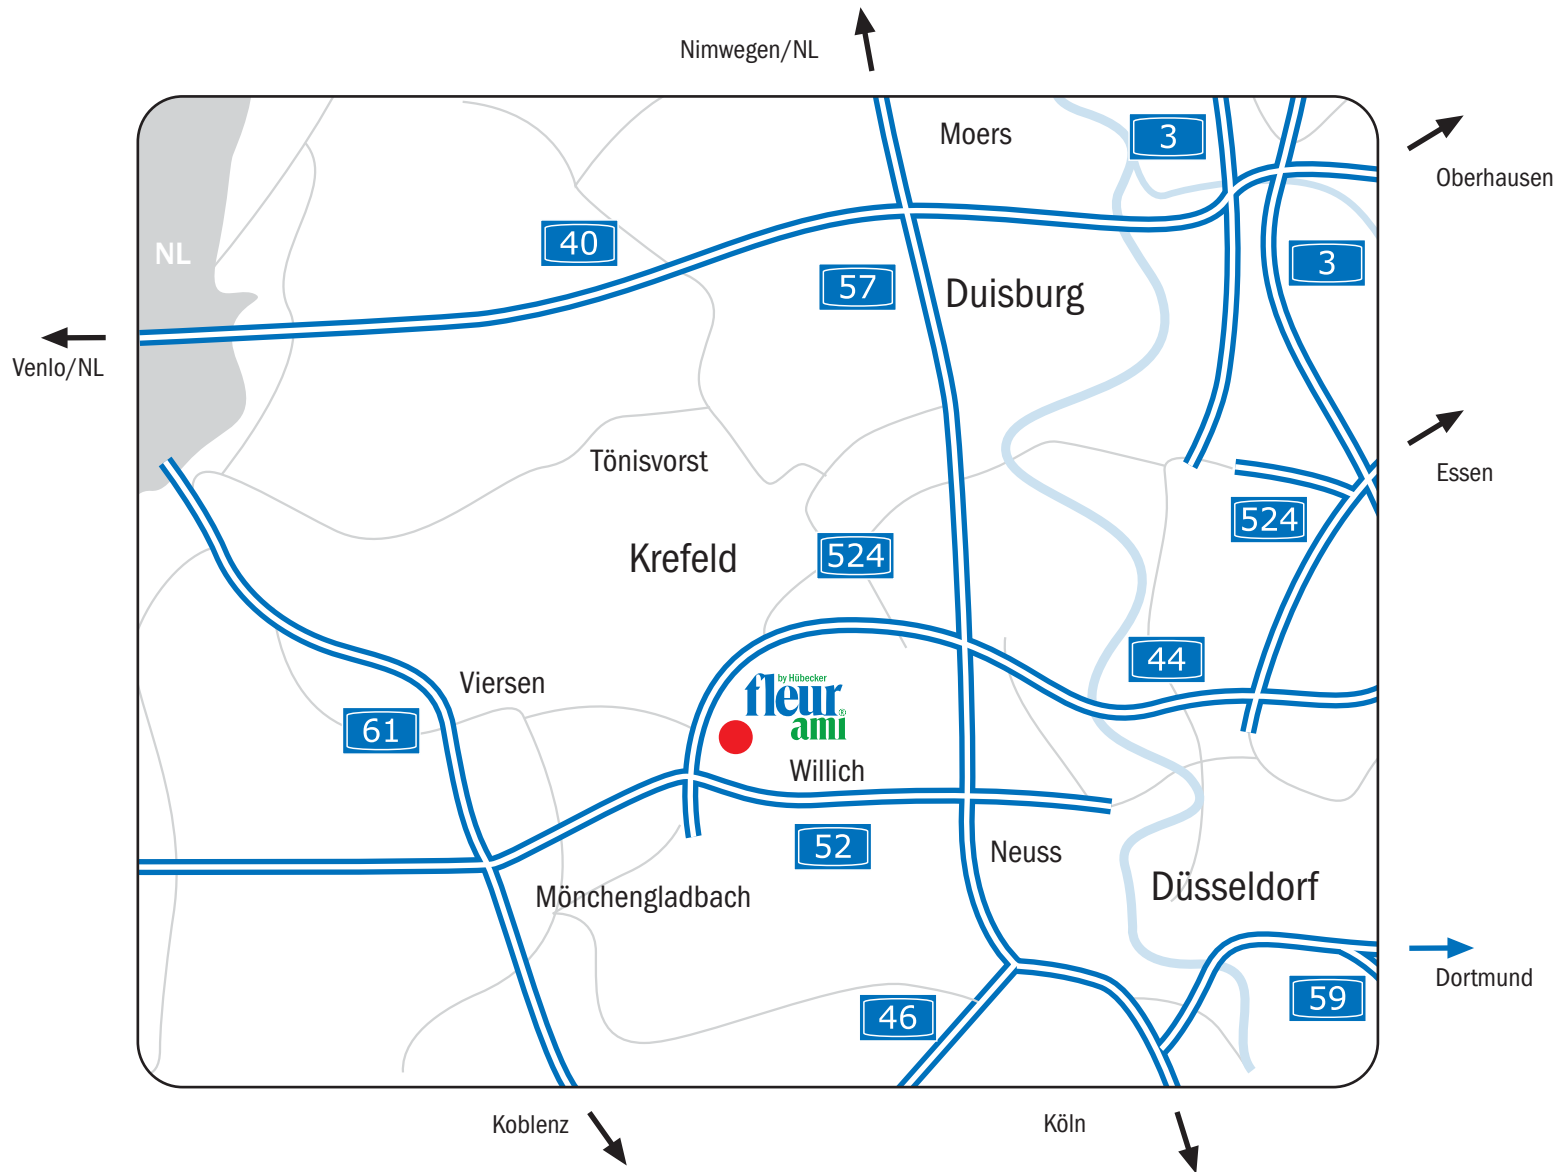 Nimwegen/NL
Moers
3
Oberhausen
40
NL
3
57
Duisburg
Venlo/NL
Tönisvorst
Essen
524
Krefeld
524
44
Viersen
by Hübecker
fleur
ami®
61
Willich
52
Neuss
Düsseldorf
Mönchengladbach
Dortmund
59
46
Koblenz
Köln